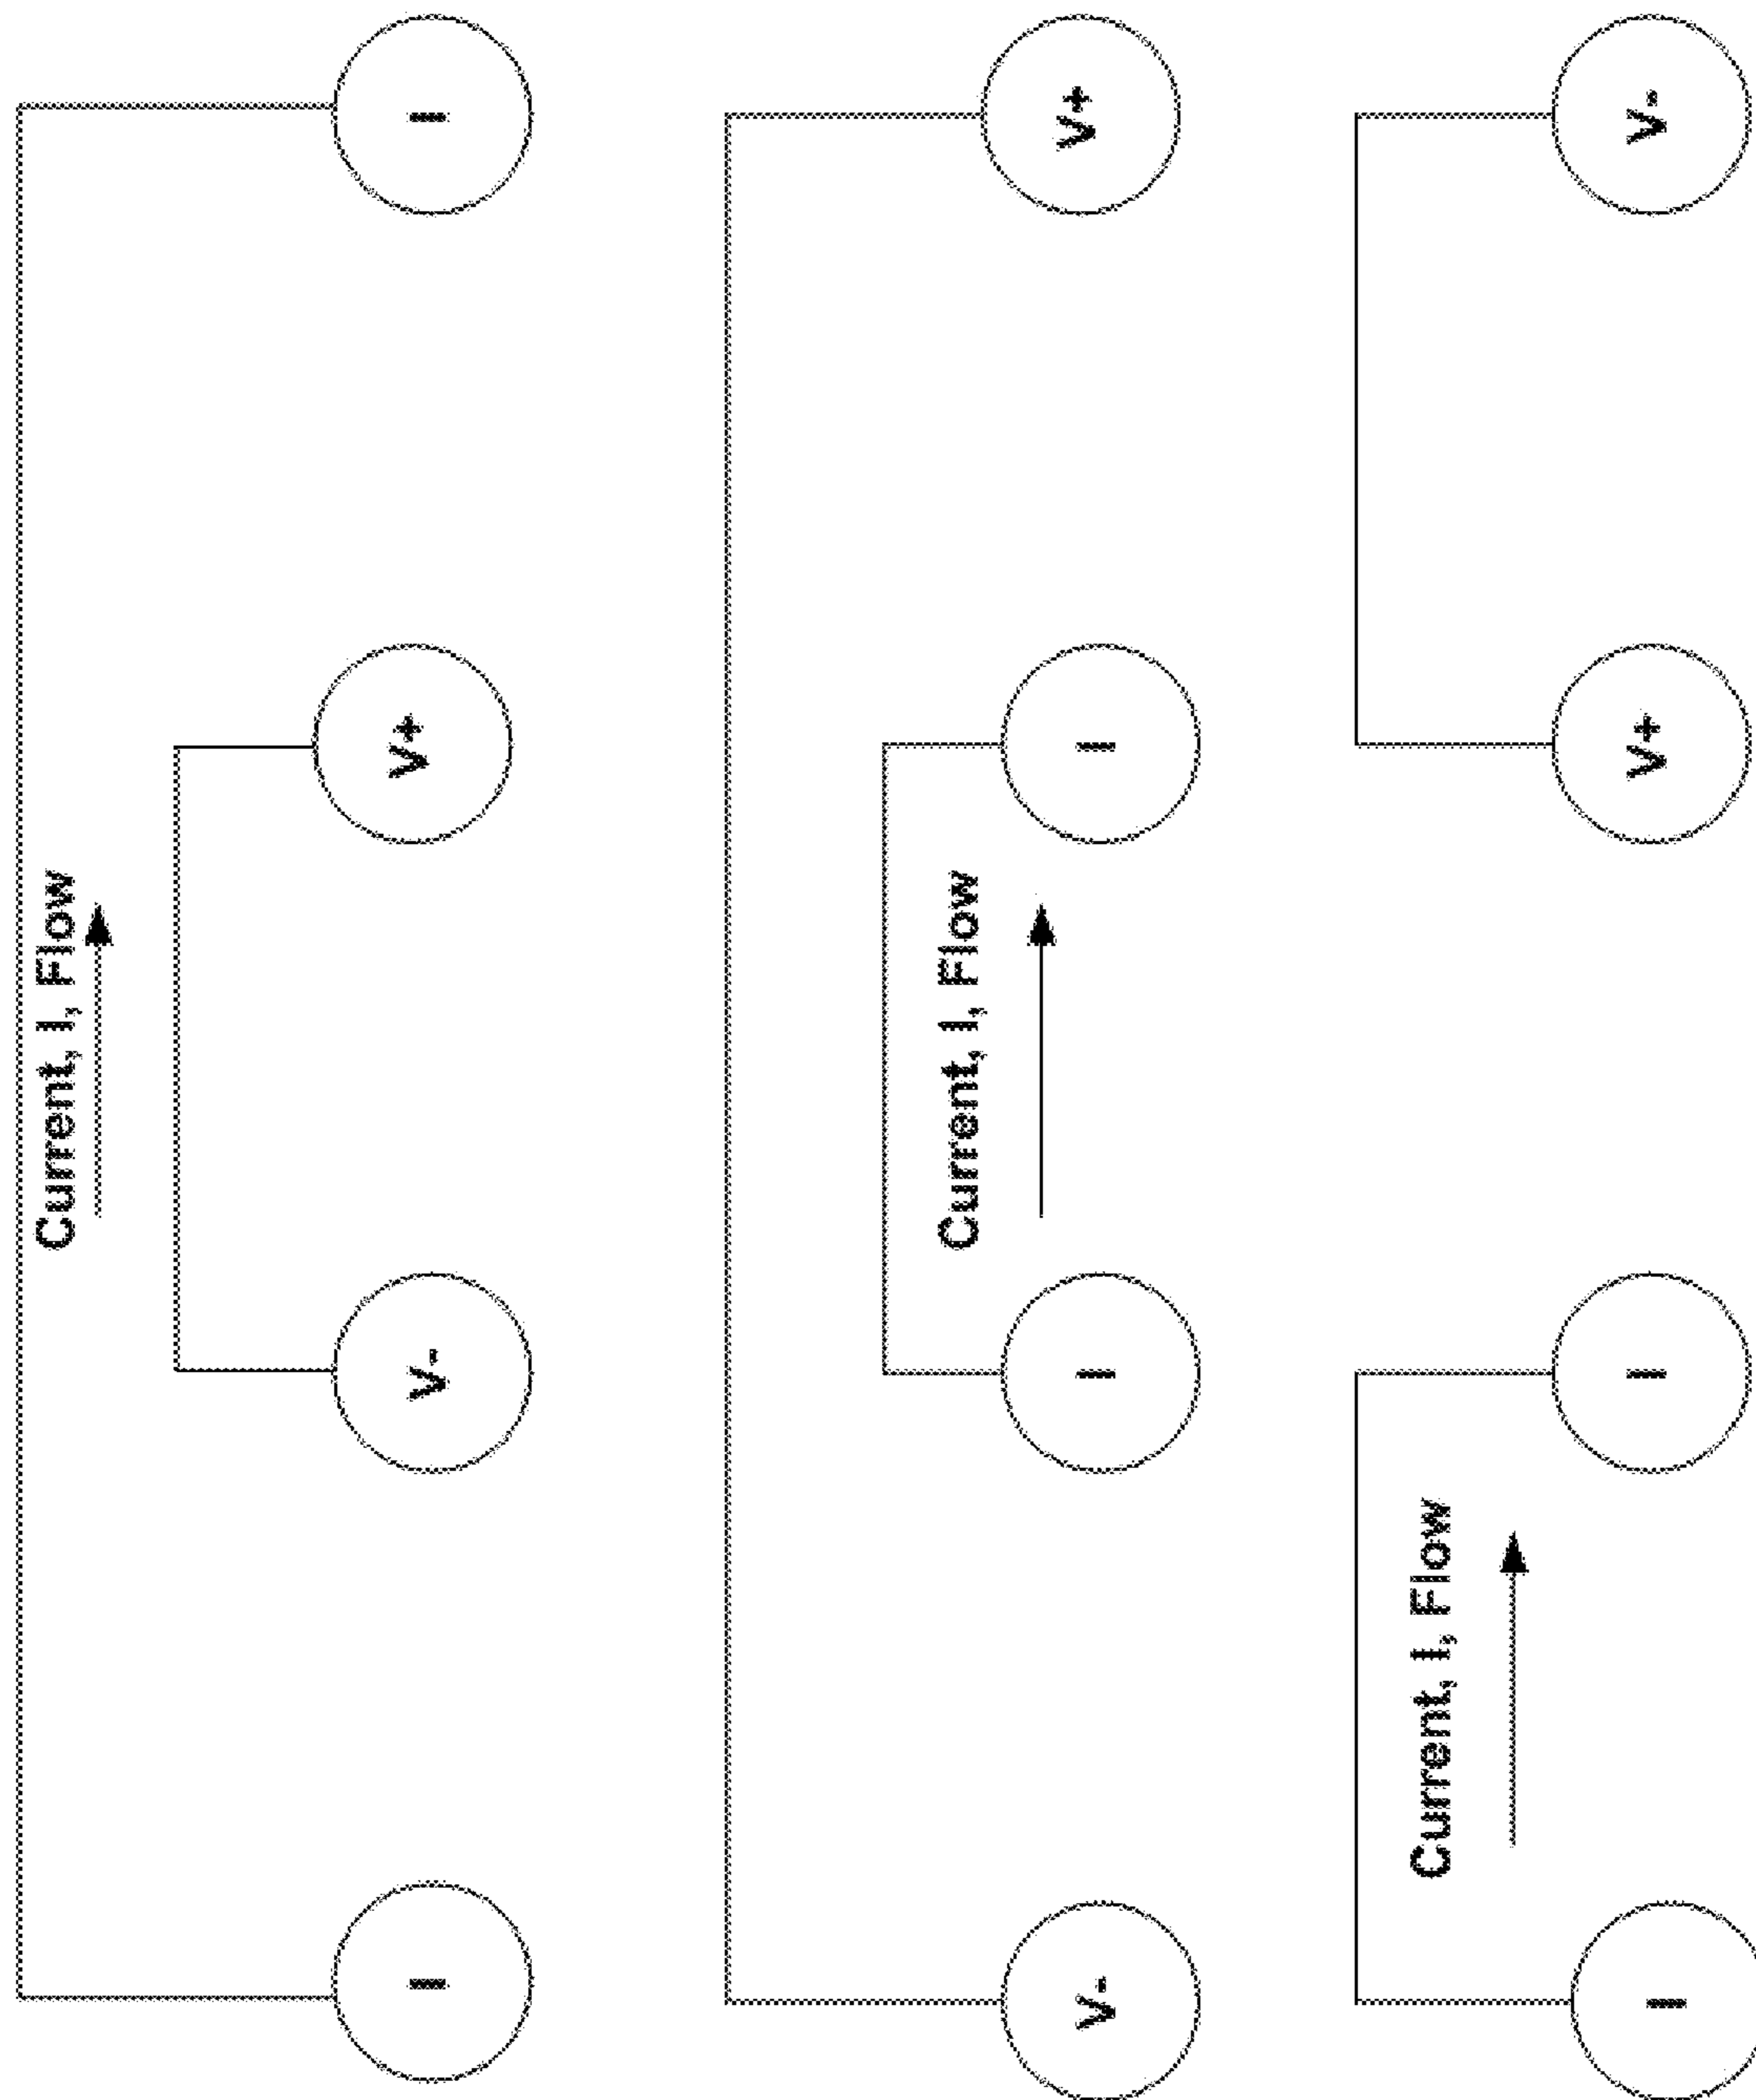 Current, I, Flow
I V- V+ I
Current, I, Flow
V- I I V+
Current, I, Flow
I I V+ V-